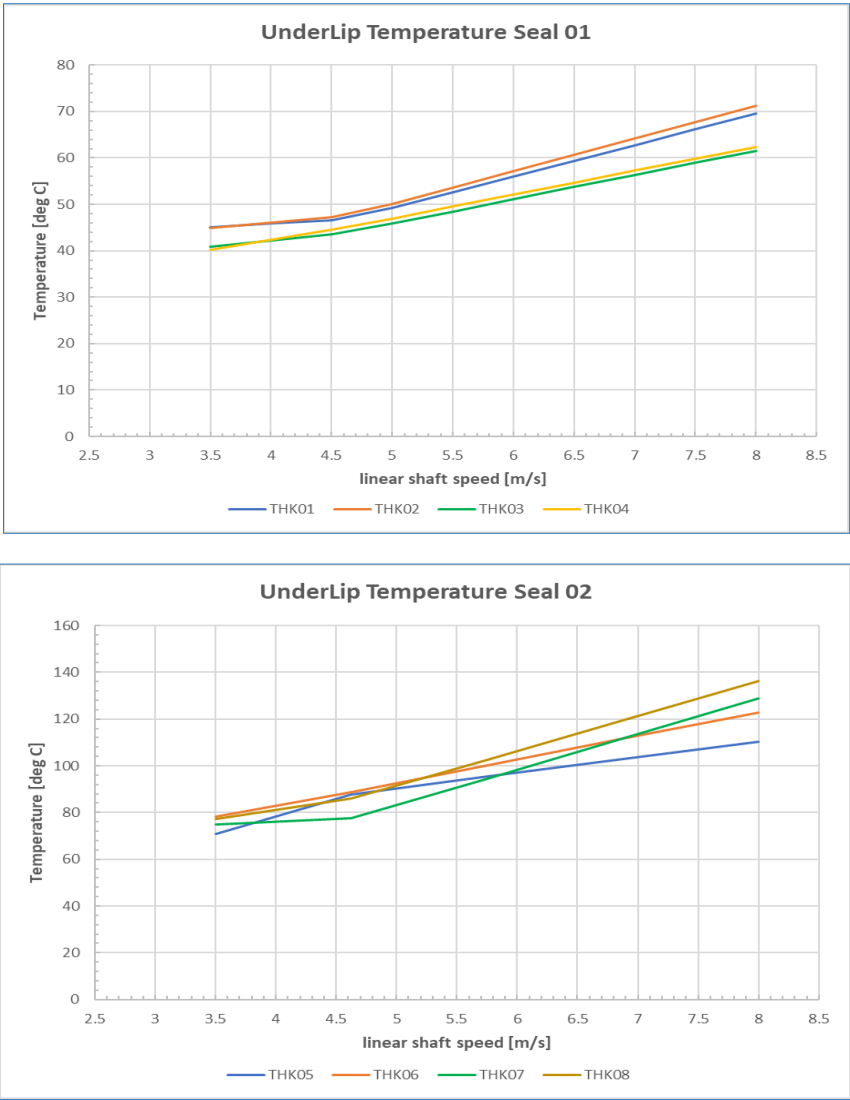 UnderLip Temperature Seal 01
80
70
60
50
40
30
20
10
0
Temperature [deg C]
2.5 3 3.5 4 4.5 5 5.5 6 6.5 7 7.5 8 8.5
linear shaft speed [m/s]
THK01 THK02 THK03 THK04
UnderLip Temperature Seal 02
160
140
120
100
80
60
40
20
0
Temperature [deg C]
2.5 3 3.5 4 4.5 5 5.5 6 6.5 7 7.5 8 8.5
linear shaft speed [m/s]
THK05 THK06 THK07 THK08